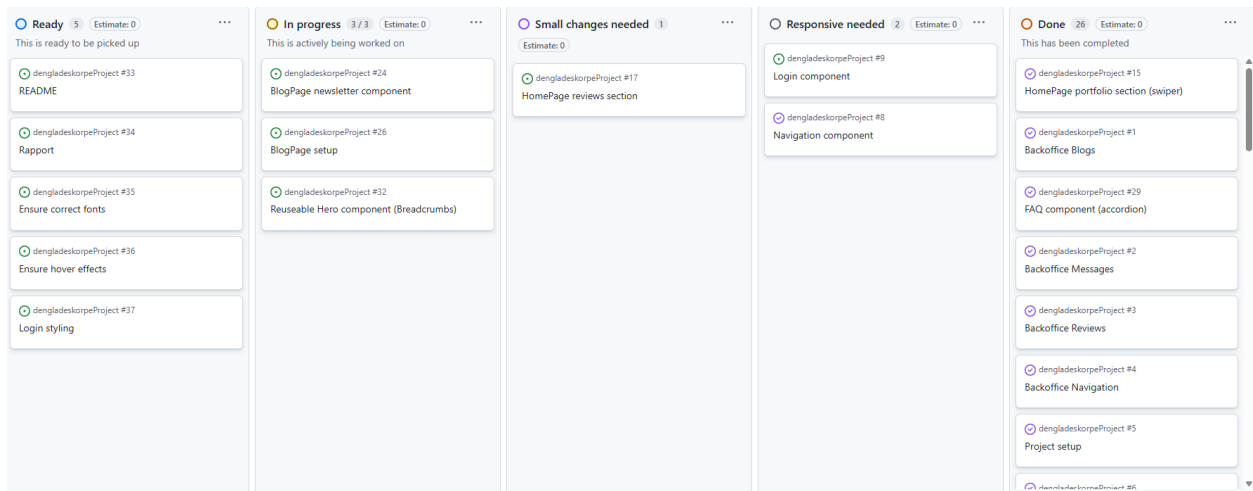 Ready 5 Estimate: 0 ...
This is ready to be picked up
dengladeskorpeProject #33
README
dengladeskorpeProject #34
Rapport
dengladeskorpeProject #35
Ensure correct fonts
dengladeskorpeProject #36
Ensure hover effects
dengladeskorpeProject #37
Login styling
In progress 3 / 3 Estimate: 0 ...
This is actively being worked on
dengladeskorpeProject #24
BlogPage newsletter component
dengladeskorpeProject #26
BlogPage setup
dengladeskorpeProject #32
Reuseable Hero component (Breadcrumbs)
Small changes needed 1 ...
Estimate: 0
dengladeskorpeProject #17
HomePage reviews section
Responsive needed 2 Estimate: 0 ...
dengladeskorpeProject #9
Login component
dengladeskorpeProject #8
Navigation component
Done 26 Estimate: 0 ...
This has been completed
dengladeskorpeProject #15
HomePage portfolio section (swiper)
dengladeskorpeProject #1
Backoffice Blogs
dengladeskorpeProject #29
FAQ component (accordion)
dengladeskorpeProject #2
Backoffice Messages
dengladeskorpeProject #3
Backoffice Reviews
dengladeskorpeProject #4
Backoffice Navigation
dengladeskorpeProject #5
Project setup
dengladeskorpeProject #6